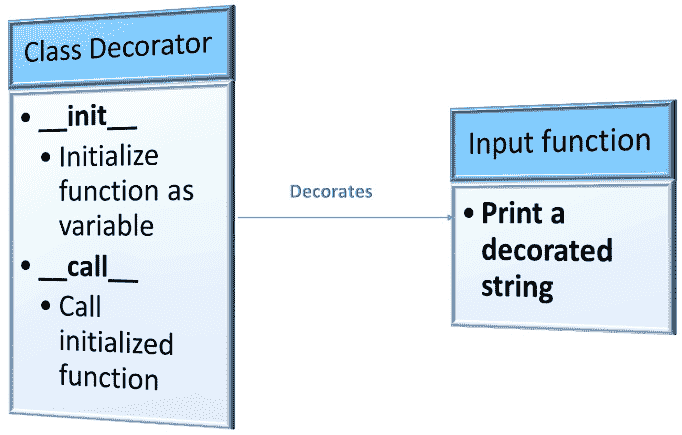 Class Decorator
• __init__
• Initialize
function as
variable
• __call__
• Call
initialized
function
Decorates
Input function
• Print a
decorated
string